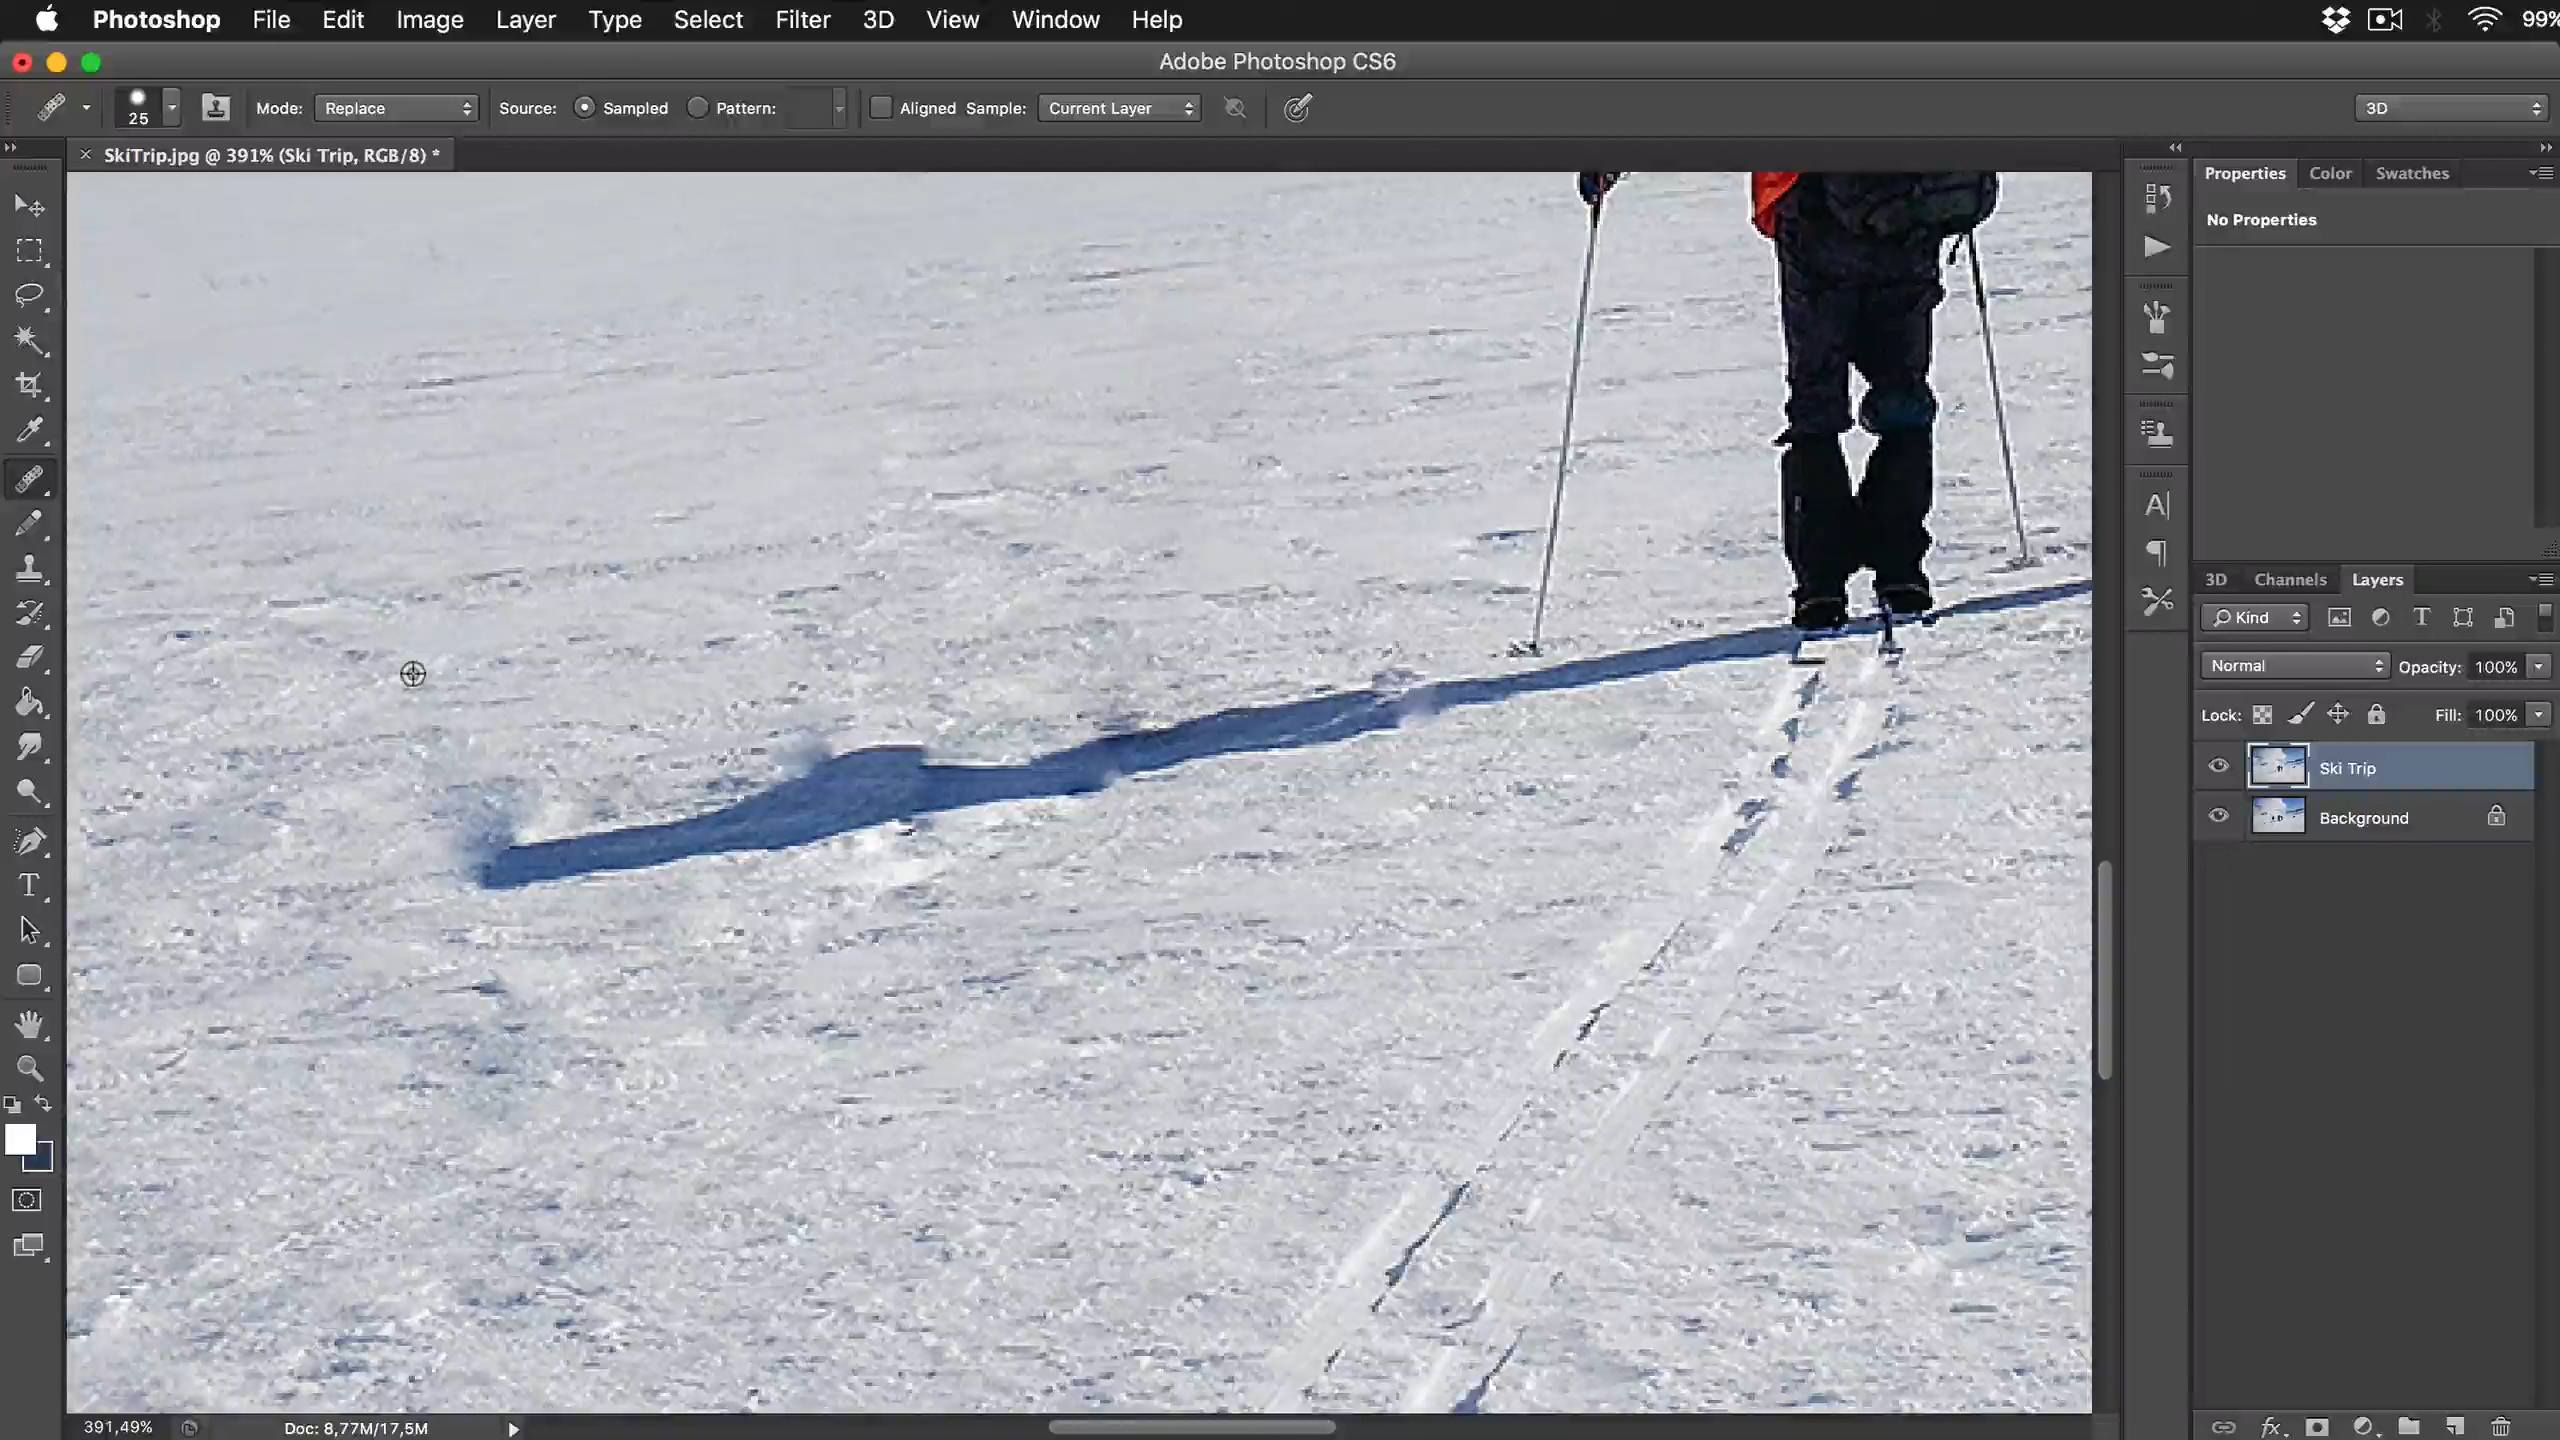 Photoshop File Edit Image Layer Type Select Filter 3D View Window Help 99%
Adobe Photoshop CS6
25 Mode: Replace Source: Sampled Pattern: Aligned Sample: Current Layer 3D
SkiTrip.jpg @ 391% (Ski Trip, RGB/8) *
Properties Color Swatches
No Properties
3D Channels Layers
Kind
Normal Opacity: 100%
Lock: Fill: 100%
Ski Trip
Background
391,49% Doc: 8,77M/17,5M